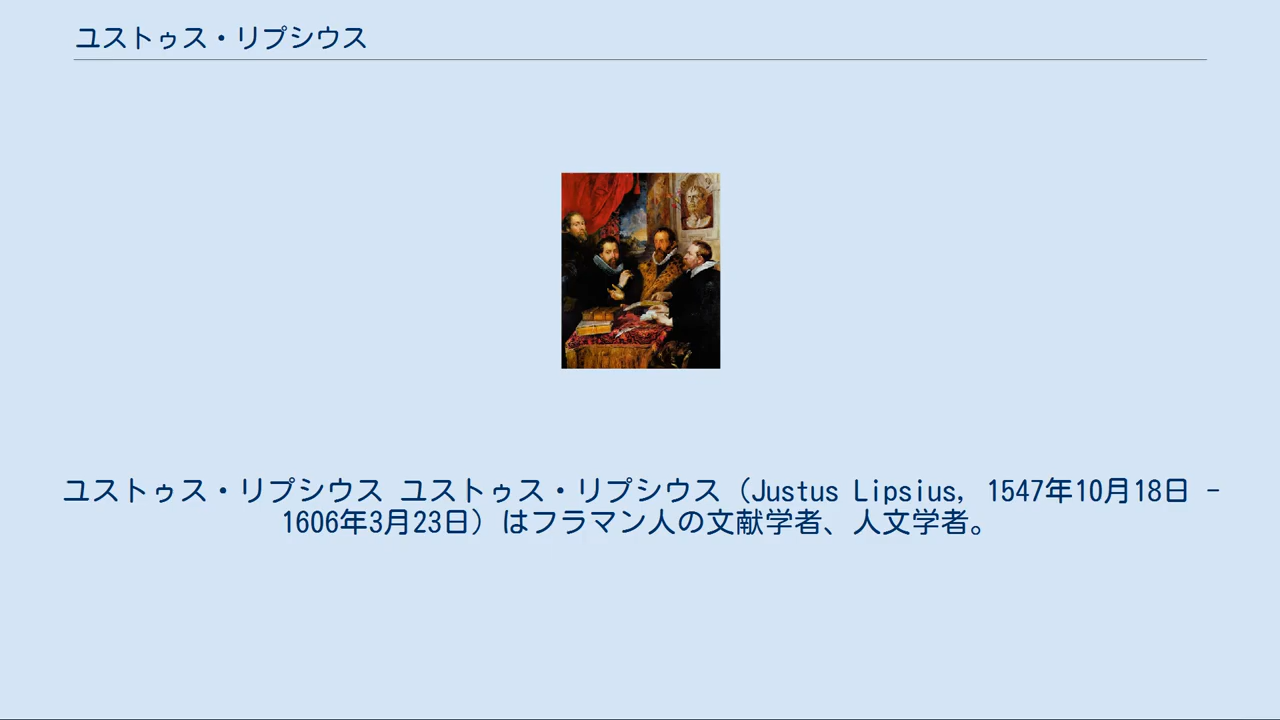 ユストゥス・リプシウス
ユストゥス・リプシウス ユストゥス・リプシウス（Justus Lipsius, 1547年10月18日 -
1606年3月23日）はフラマン人の文献学者、人文学者。